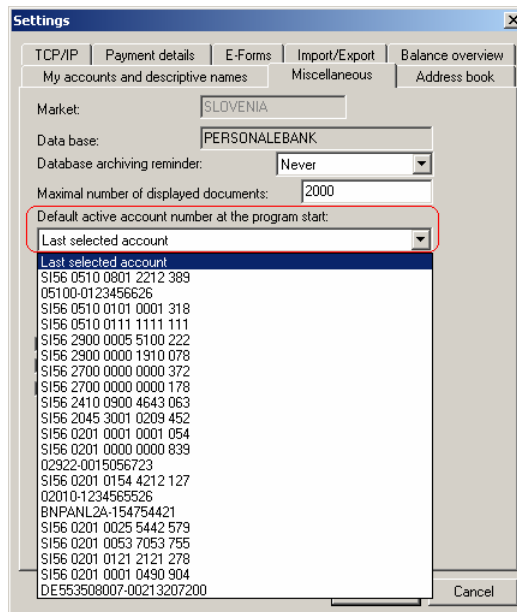 Settings
TCP/IP Payment details E-Forms Import/Export Balance overview
My accounts and descriptive names Miscellaneous Address book
Market: SLOVENIA
Data base: PERSONALEBANK
Database archiving reminder: Never
Maximal number of displayed documents: 2000
Default active account number at the program start:
Last selected account
Last selected account
SI56 0510 0801 2212 389
05100-0123456626
SI56 0510 0101 0001 318
SI56 0510 0111 1111 111
SI56 2900 0005 5100 222
SI56 2900 0000 1910 078
SI56 2700 0000 0000 372
SI56 2700 0000 0000 178
SI56 2410 0900 4643 063
SI56 2045 3001 0209 452
SI56 0201 0001 0001 054
SI56 0201 0000 0000 839
02922-0015056723
SI56 0201 0154 4212 127
02010-1234565526
BNPANL2A-154754421
SI56 0201 0025 5442 579
SI56 0201 0053 7053 755
SI56 0201 0121 2121 278
SI56 0201 0001 0490 904
DE553508007-00213207200
Cancel